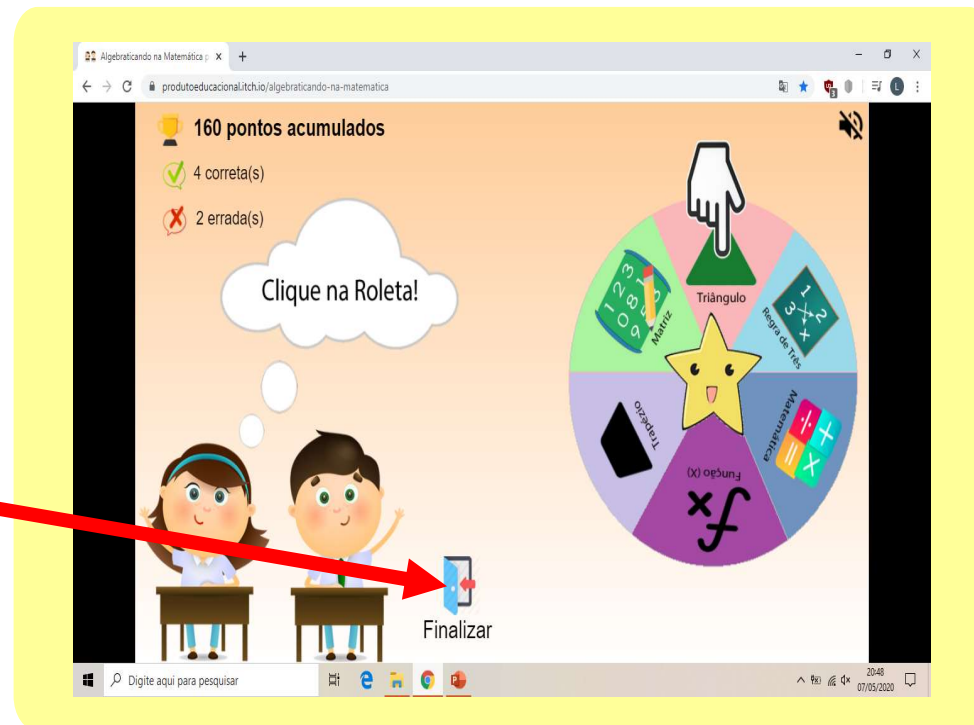 Algebraticando na Matemática p
produtoeducacional.itch.io/algebraticando-na-matematica
3
L
160 pontos acumulados
4 correta(s)
2 errada(s)
Clique na Roleta!
Triângulo
Regra de Três
Matemática
Função (X)
Trapézio
Matriz
Finalizar
Digite aqui para pesquisar
20:48
07/05/2020